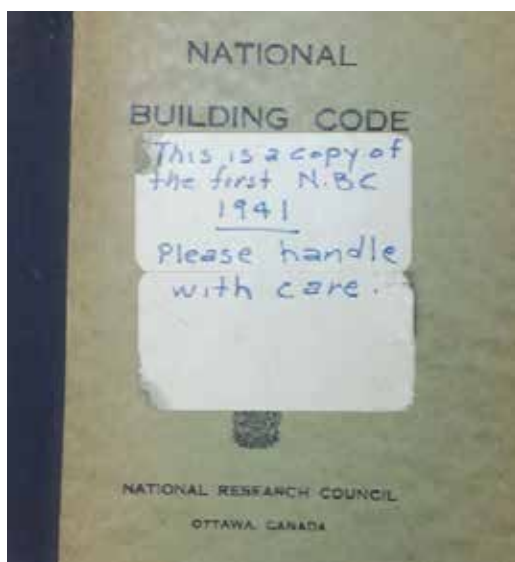 NATIONAL
BUILDING CODE
This is a copy of
the first N.BC
1941
Please handle
with care.
NATIONAL RESEARCH COUNCIL
OTTAWA, CANADA